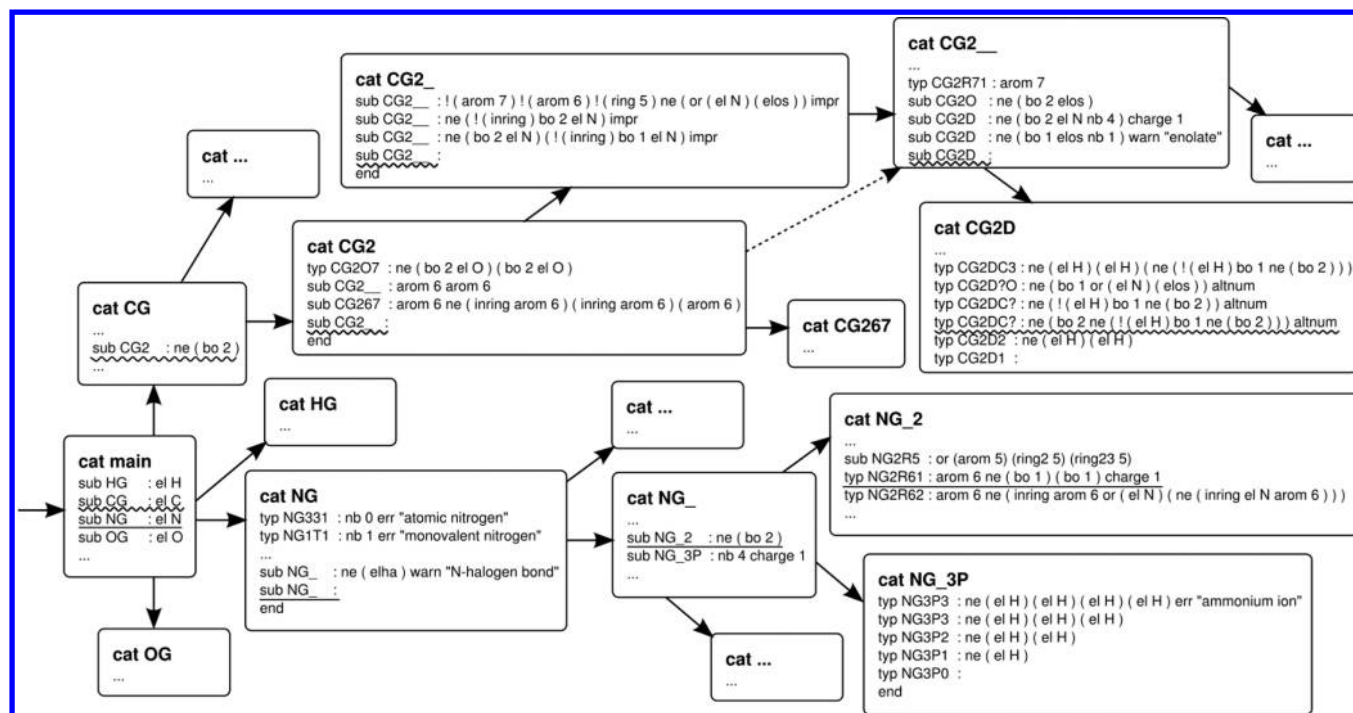 cat CG2_
sub CG2__ : ! ( arom 7 ) ! ( arom 6 ) ! ( ring 5 ) ne ( or ( el N ) ( elos ) ) impr
sub CG2__ : ne ( ! ( inring ) bo 2 el N ) impr
sub CG2__ : ne ( bo 2 el N ) ( ! ( inring ) bo 1 el N ) impr
sub CG2__ :
end
cat CG2__
...
typ CG2R71 : arom 7
sub CG2O : ne ( bo 2 elos )
sub CG2D : ne ( bo 2 el N nb 4 ) charge 1
sub CG2D : ne ( bo 1 elos nb 1 ) warn "enolate"
sub CG2D :
cat ...
...
cat ...
...
cat CG2
typ CG2O7 : ne ( bo 2 el O ) ( bo 2 el O )
sub CG2__ : arom 6 arom 6
sub CG267 : arom 6 ne ( inring arom 6 ) ( inring arom 6 ) ( arom 6 )
sub CG2_ :
end
cat CG2D
...
typ CG2DC3 : ne ( el H ) ( el H ) ( ne ( ! ( el H ) bo 1 ne ( bo 2 ) ) )
typ CG2D?O : ne ( bo 1 or ( el N ) ( elos ) ) altnum
typ CG2DC? : ne ( ! ( el H ) bo 1 ne ( bo 2 ) ) altnum
typ CG2DC? : ne ( bo 2 ne ( ! ( el H ) bo 1 ne ( bo 2 ) ) ) altnum
typ CG2D2 : ne ( el H ) ( el H )
typ CG2D1 :
cat CG
...
sub CG2 : ne ( bo 2 )
...
cat CG267
...
cat HG
...
cat main
sub HG : el H
sub CG : el C
sub NG : el N
sub OG : el O
...
cat NG
typ NG331 : nb 0 err "atomic nitrogen"
typ NG1T1 : nb 1 err "monovalent nitrogen"
...
sub NG_ : ne ( elha ) warn "N-halogen bond"
sub NG_ :
end
cat ...
...
cat NG_
...
sub NG_2 : ne ( bo 2 )
sub NG_3P : nb 4 charge 1
...
cat NG_2
...
sub NG2R5 : or (arom 5) (ring2 5) (ring23 5)
typ NG2R61 : arom 6 ne ( bo 1 ) ( bo 1 ) charge 1
typ NG2R62 : arom 6 ne ( inring arom 6 or ( el N ) ( ne ( inring el N arom 6 ) ) )
...
cat NG_3P
typ NG3P3 : ne ( el H ) ( el H ) ( el H ) ( el H ) err "ammonium ion"
typ NG3P3 : ne ( el H ) ( el H ) ( el H )
typ NG3P2 : ne ( el H ) ( el H )
typ NG3P1 : ne ( el H )
typ NG3P0 :
end
cat OG
...
cat ...
...